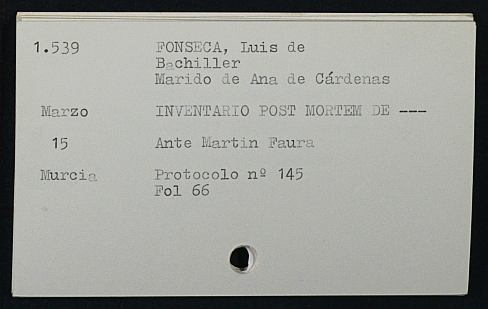 1.539 FONSECA, Luis de
Bachiller
Marido de Ana de Cárdenas
Marzo INVENTARIO POST MORTEM DE ---
15 Ante Martin Faura
Murcia Protocolo nº 145
Fol 66